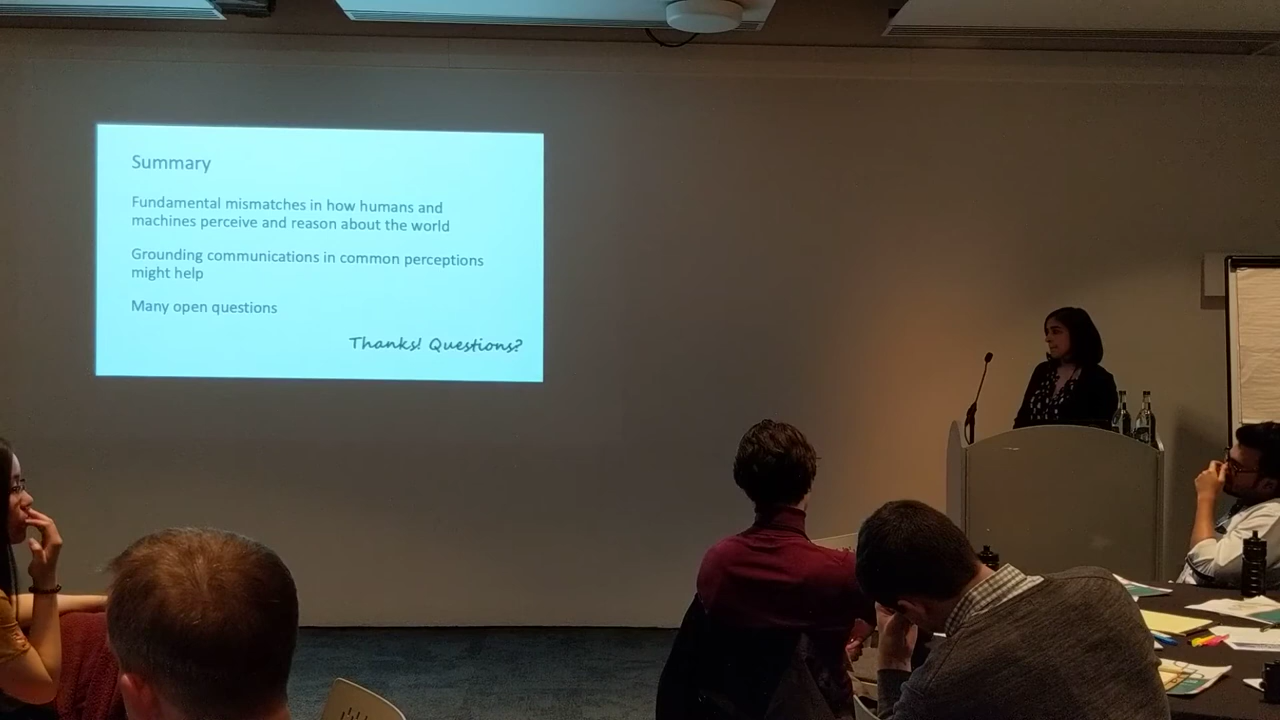 Summary
Fundamental mismatches in how humans and
machines perceive and reason about the world
Grounding communications in common perceptions
might help
Many open questions
Thanks! Questions?